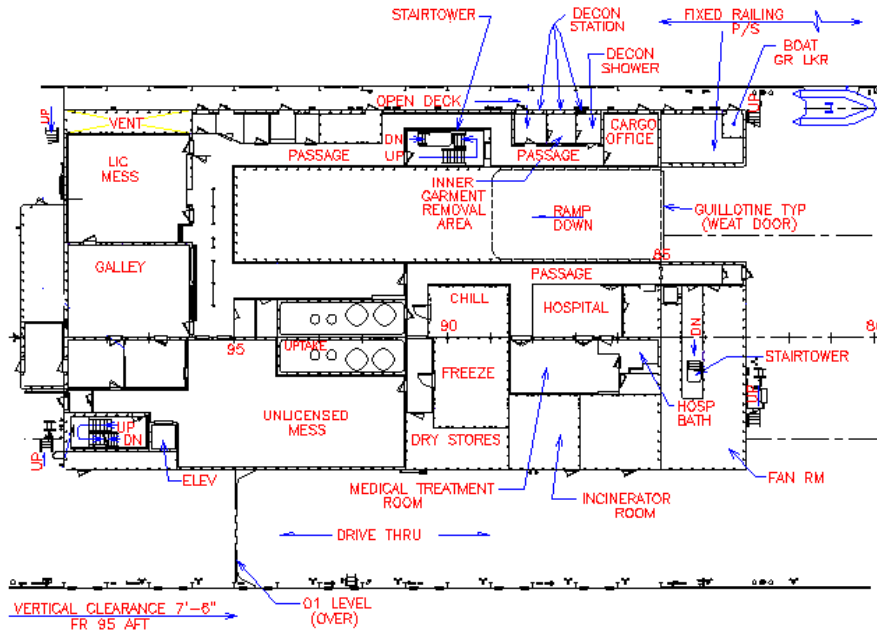 STAIRTOWER
DECON
STATION
FIXED RAILING
P/S
DECON
SHOWER
BOAT
GR LKR
OPEN DECK
UP
UP
VENT
CARGO
OFFICE
DN
UP
PASSAGE
PASSAGE
LIC
MESS
INNER
GARMENT
REMOVAL
AREA
RAMP
DOWN
GUILLOTINE TYP
(WEAT DOOR)
GALLEY
85
PASSAGE
CHILL
HOSPITAL
90
DN
80
95
UPTAKE
STAIRTOWER
FREEZE
UP
HOSP
BATH
UNLICENSED
MESS
UP
DN
DRY STORES
UP
ELEV
FAN RM
MEDICAL TREATMENT
ROOM
INCINERATOR
ROOM
DRIVE THRU
VERTICAL CLEARANCE 7'-6"
FR 95 AFT
01 LEVEL
(OVER)